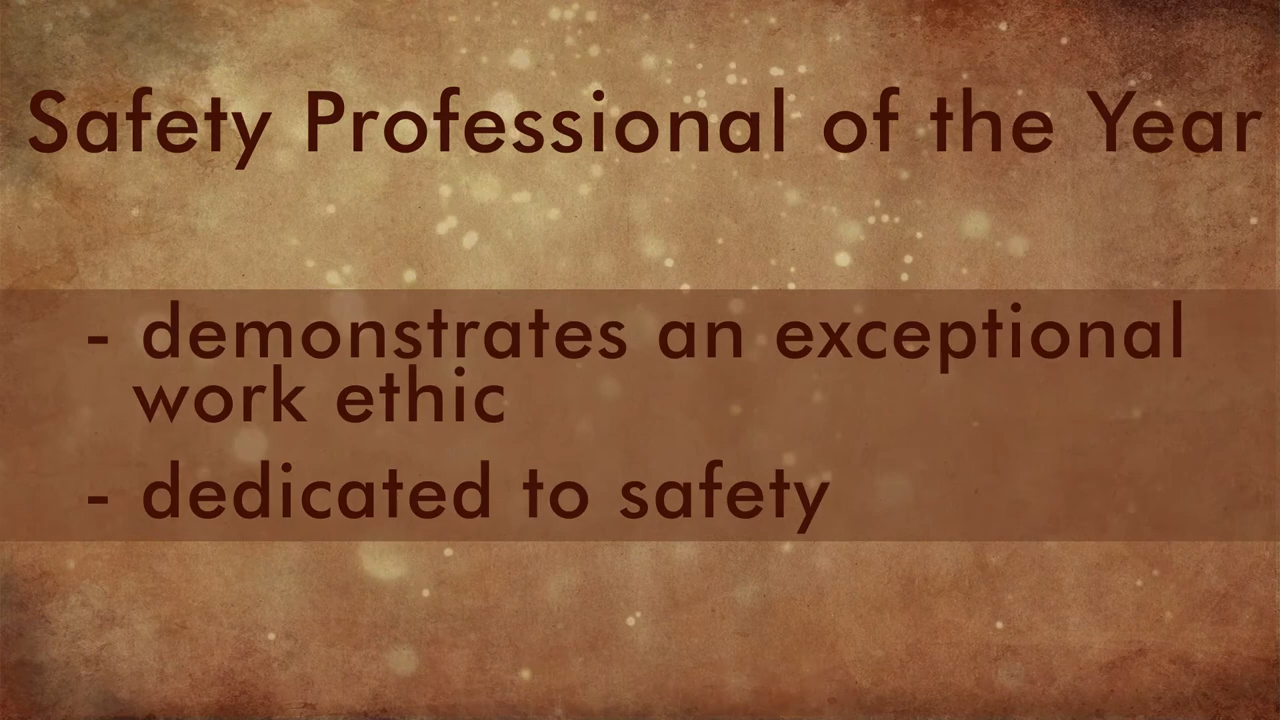 Safety Professional of the Year
- demonstrates an exceptional
work ethic
- dedicated to safety